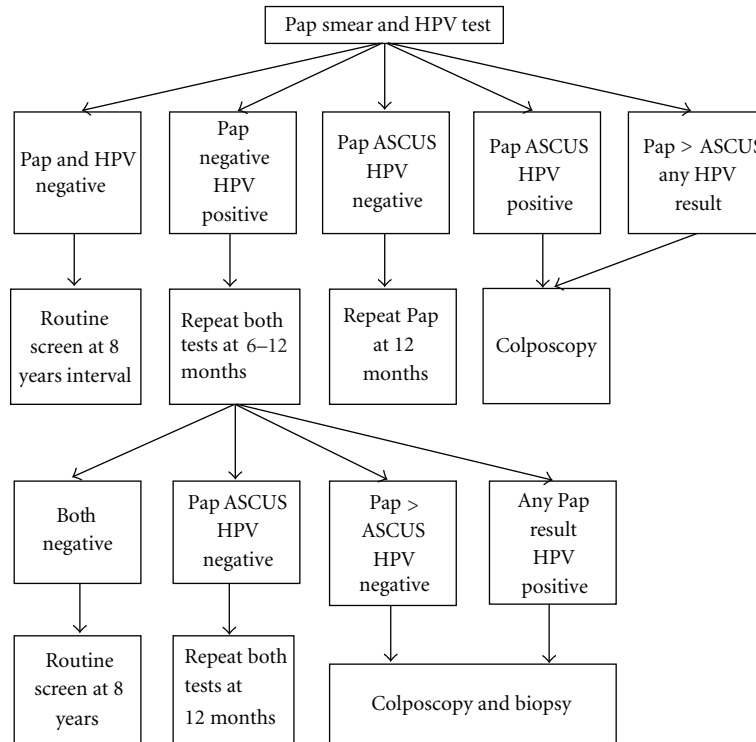 Pap smear and HPV test
Pap and HPV
negative
Pap
negative
HPV
positive
Pap ASCUS
HPV
negative
Pap ASCUS
HPV
positive
Pap > ASCUS
any HPV
result
Routine
screen at 8
years interval
Repeat both
tests at 6–12
months
Repeat Pap
at 12
months
Colposcopy
Both
negative
Pap ASCUS
HPV
negative
Pap >
ASCUS
HPV
negative
Any Pap
result
HPV
positive
Routine
screen at 8
years
Repeat both
tests at
12 months
Colposcopy and biopsy